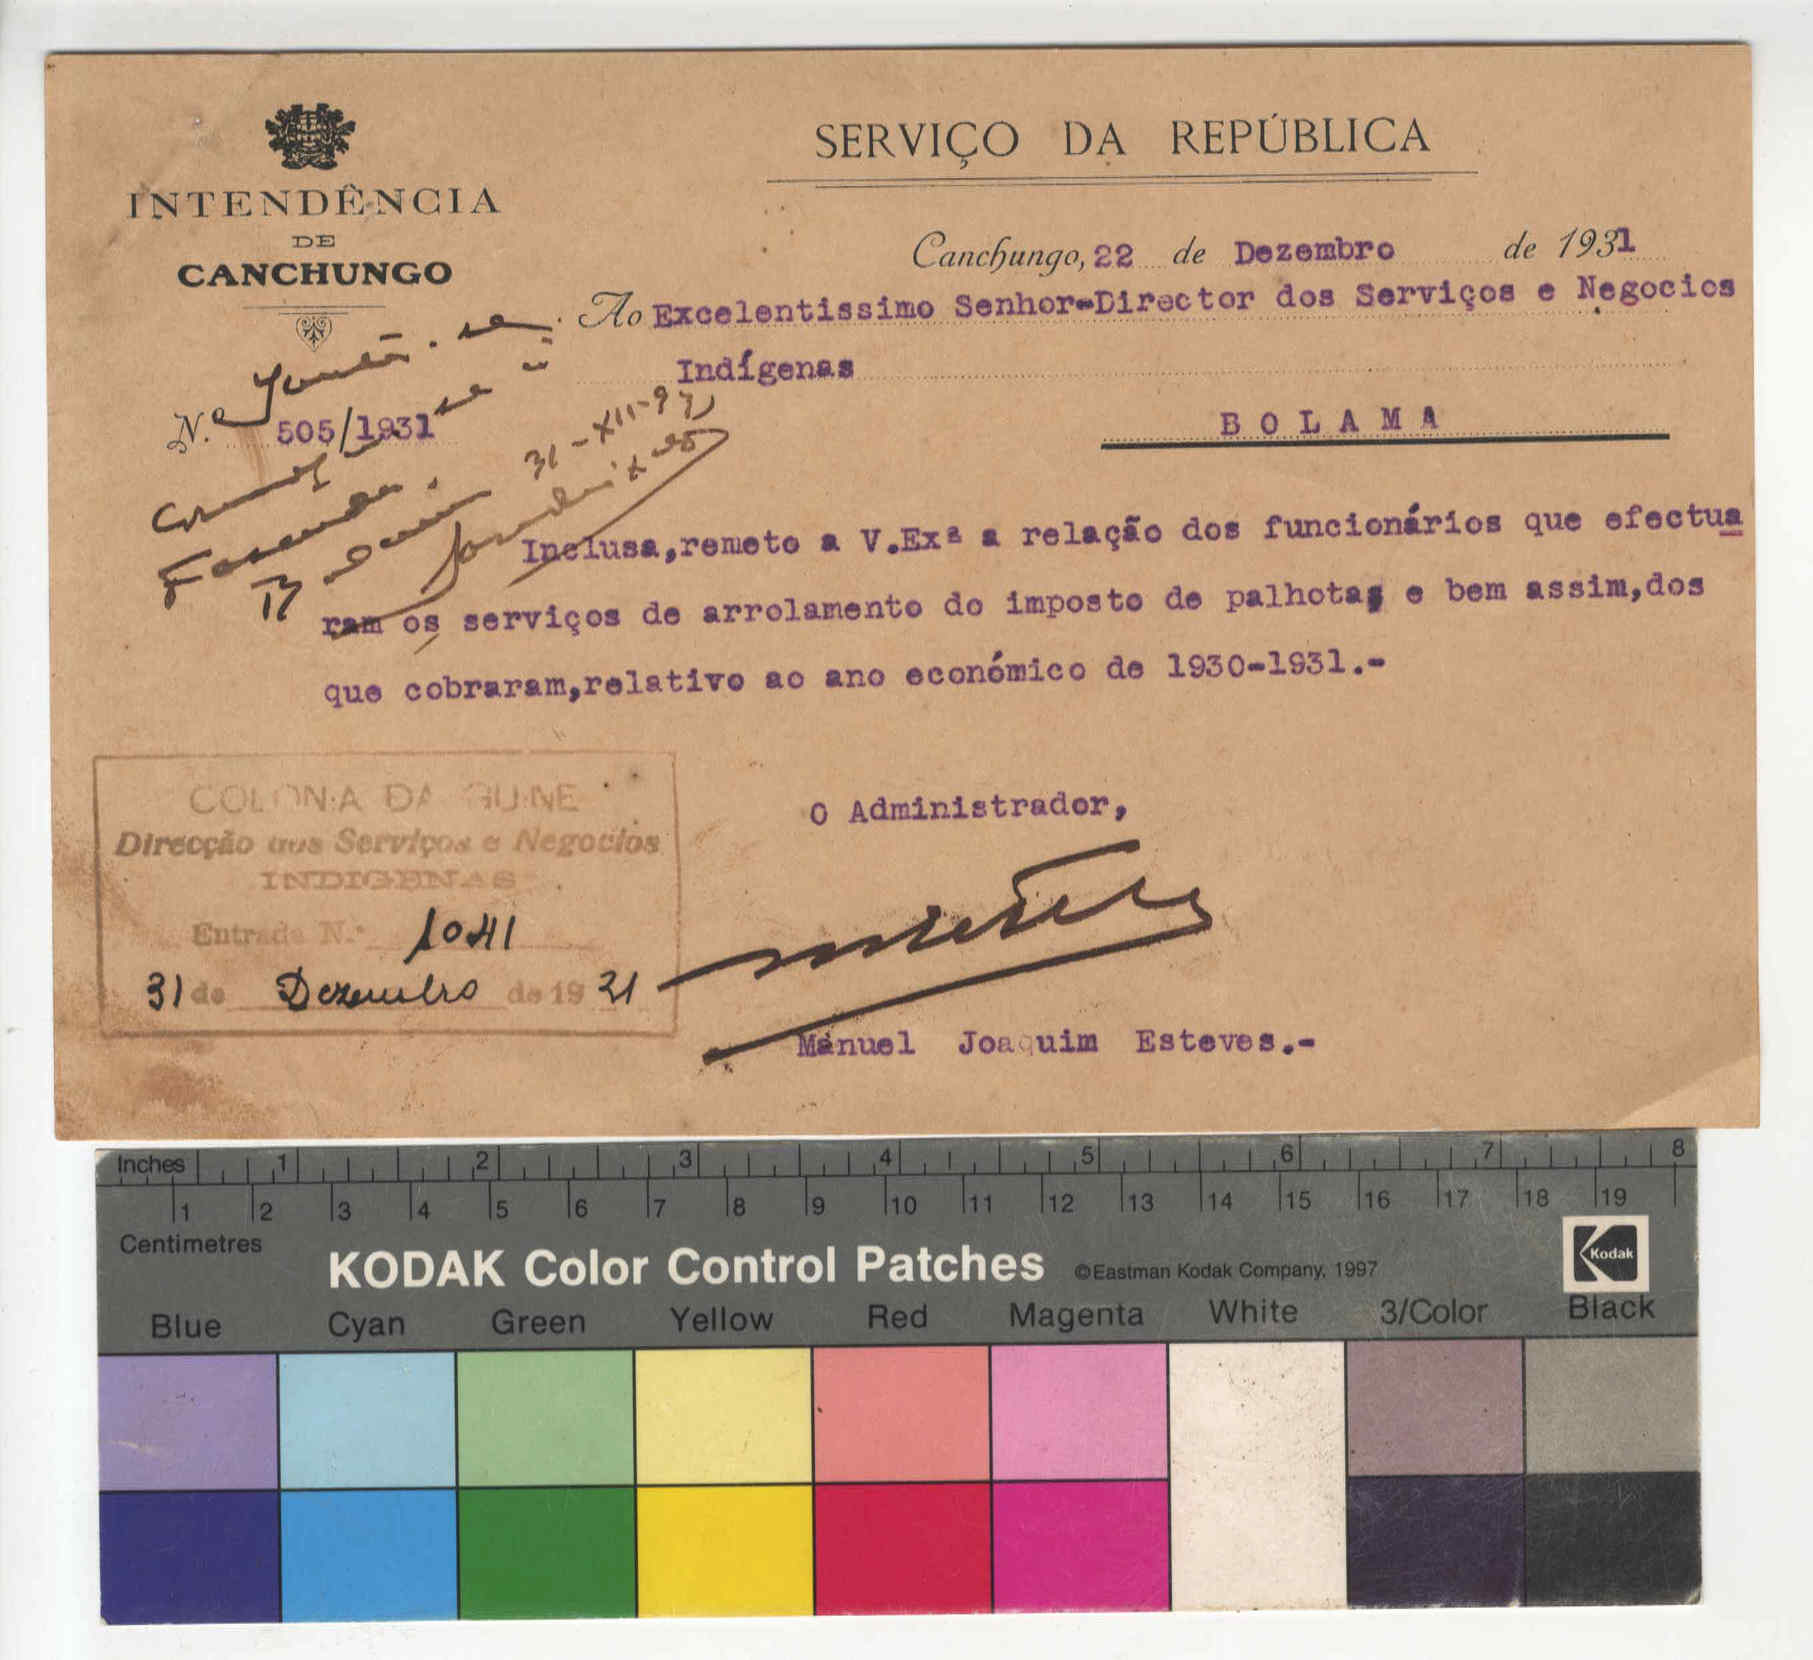 INTENDÊNCIA
DE
CANCHUNGO
SERVIÇO DA REPÚBLICA
Canchungo, 22 de Dezembro de 1931
Ao Excelentissimo Senhor-Director dos Serviços e Negocios
Indígenas
N.º 505/1931
BOLAMA
31-XII-931
Inclusa,remeto a V.Exª a relação dos funcionários que efectua
ram os serviços de arrolamento do imposto de palhotas e bem assim,dos
que cobraram,relativo ao ano económico de 1930-1931.-
COLONIA DA GUINE
Direcção dos Serviços e Negocios
INDIGENAS
Entrada N.º 1041
31 de Dezembro de 1931
O Administrador,
Manuel Joaquim Esteves.-
Inches 1 2 3 4 5 6 7 8
1 2 3 4 5 6 7 8 9 10 11 12 13 14 15 16 17 18 19
Centimetres
KODAK Color Control Patches ©Eastman Kodak Company, 1997 Kodak
Blue Cyan Green Yellow Red Magenta White 3/Color Black